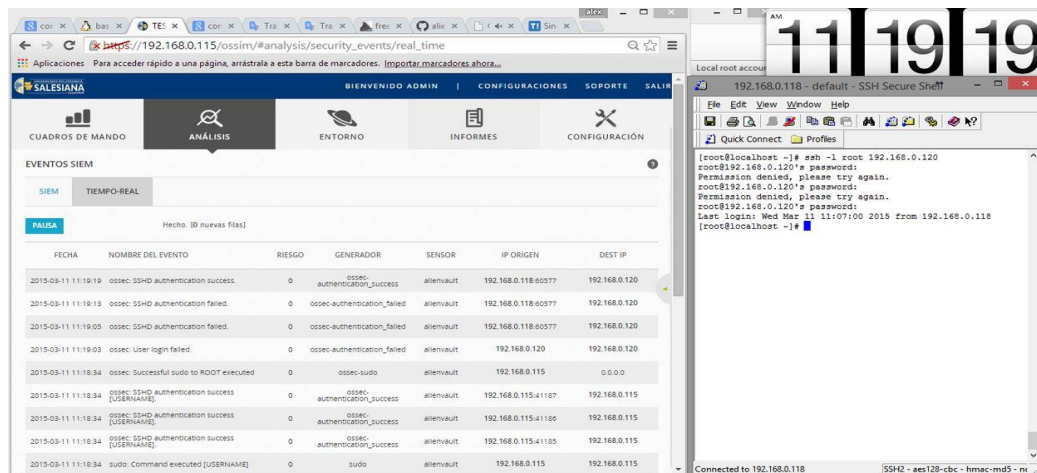 alex
cor
bas
TES
cor
Tra
Tra
free
alie
Sin
https://192.168.0.115/ossim/#analysis/security_events/real_time
Aplicaciones Para acceder rápido a una página, arrástrala a esta barra de marcadores. Importar marcadores ahora...
SALESIANA
BIENVENIDO ADMIN | CONFIGURACIONES SOPORTE SALIR
CUADROS DE MANDO ANÁLISIS ENTORNO INFORMES CONFIGURACIÓN
EVENTOS SIEM
SIEM TIEMPO-REAL
PAUSA Hecho. [0 nuevas filas]
FECHA NOMBRE DEL EVENTO RIESGO GENERADOR SENSOR IP ORIGEN DEST IP
2015-03-11 11:19:19 ossec: SSHD authentication success. 0 ossec-authentication_success alienvault 192.168.0.118:60577 192.168.0.120
2015-03-11 11:19:13 ossec: SSHD authentication failed. 0 ossec-authentication_failed alienvault 192.168.0.118:60577 192.168.0.120
2015-03-11 11:19:05 ossec: SSHD authentication failed. 0 ossec-authentication_failed alienvault 192.168.0.118:60577 192.168.0.120
2015-03-11 11:19:03 ossec: User login failed. 0 ossec-authentication_failed alienvault 192.168.0.120 192.168.0.120
2015-03-11 11:18:34 ossec: Successful sudo to ROOT executed 0 ossec-sudo alienvault 192.168.0.115 0.0.0.0
2015-03-11 11:18:34 ossec: SSHD authentication success [USERNAME]. 0 ossec-authentication_success alienvault 192.168.0.115:41187 192.168.0.115
2015-03-11 11:18:34 ossec: SSHD authentication success [USERNAME]. 0 ossec-authentication_success alienvault 192.168.0.115:41186 192.168.0.115
2015-03-11 11:18:34 ossec: SSHD authentication success [USERNAME]. 0 ossec-authentication_success alienvault 192.168.0.115:41185 192.168.0.115
2015-03-11 11:18:34 sudo: Command executed [USERNAME] 0 sudo alienvault 192.168.0.115 192.168.0.115
AM
11 19 19
Local root accour
192.168.0.118 - default - SSH Secure Shell
File Edit View Window Help
Quick Connect Profiles
[root@localhost ~]# ssh -l root 192.168.0.120
root@192.168.0.120's password:
Permission denied, please try again.
root@192.168.0.120's password:
Permission denied, please try again.
root@192.168.0.120's password:
Last login: Wed Mar 11 11:07:00 2015 from 192.168.0.118
[root@localhost ~]#
Connected to 192.168.0.118 SSH2 - aes128-cbc - hmac-md5 - nc